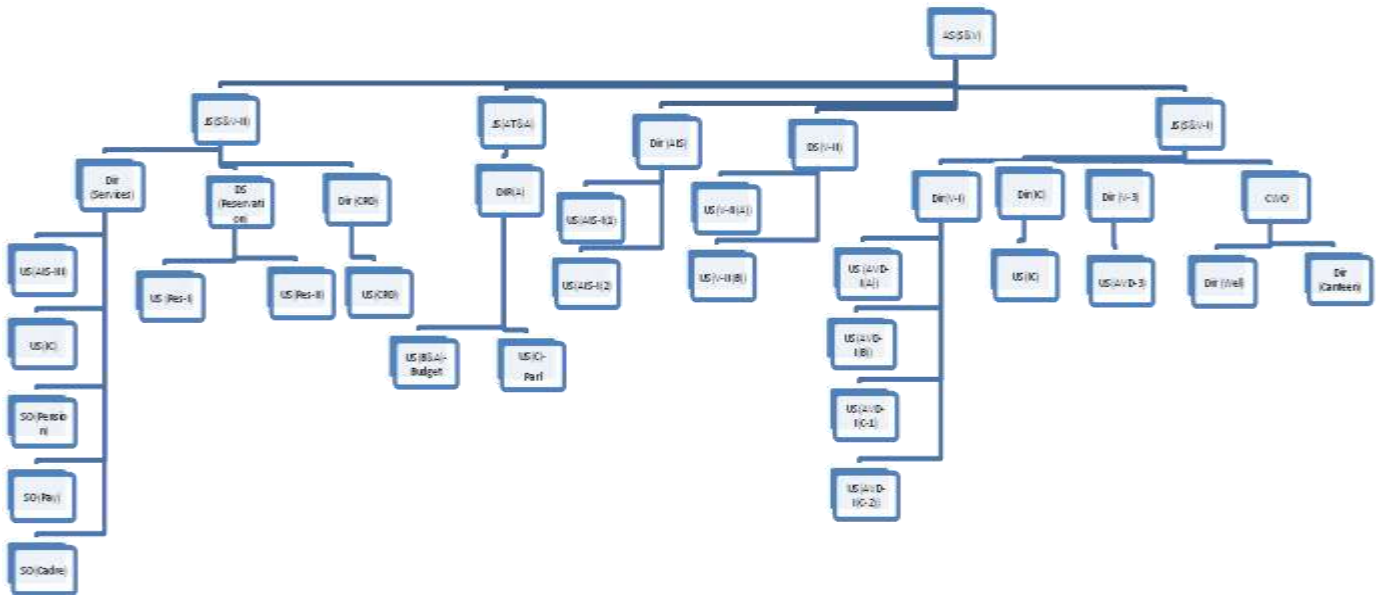 AS(S&V)
JS(S&V-II)
JS(AT&A)
Dir (AIS)
DS(V-II)
JS(S&V-I)
Dir
(Services)
DS
(Reservati
on)
Dir (CRD)
DIR(A)
US(AIS-I(1)
US(V-II(A))
Dir(V-I)
Dir(IC)
Dir (V-3)
CWO
US(AIS-III)
US (Res-I)
US (Res-II)
US(CRD)
US(AIS-I(2)
US(V-II(B))
US (AVD-
I(A))
US(IC)
US(AVD-3)
Dir (Wel)
Dir
(Canteen)
US(IC)
US(B&A)-
Budget
US(C)-
Parl
US (AVD-
I(B))
SO(Pensio
n)
US (AVD-
I(C-1)
SO(Pay)
US (AVD-
I(C-2))
SO(Cadre)